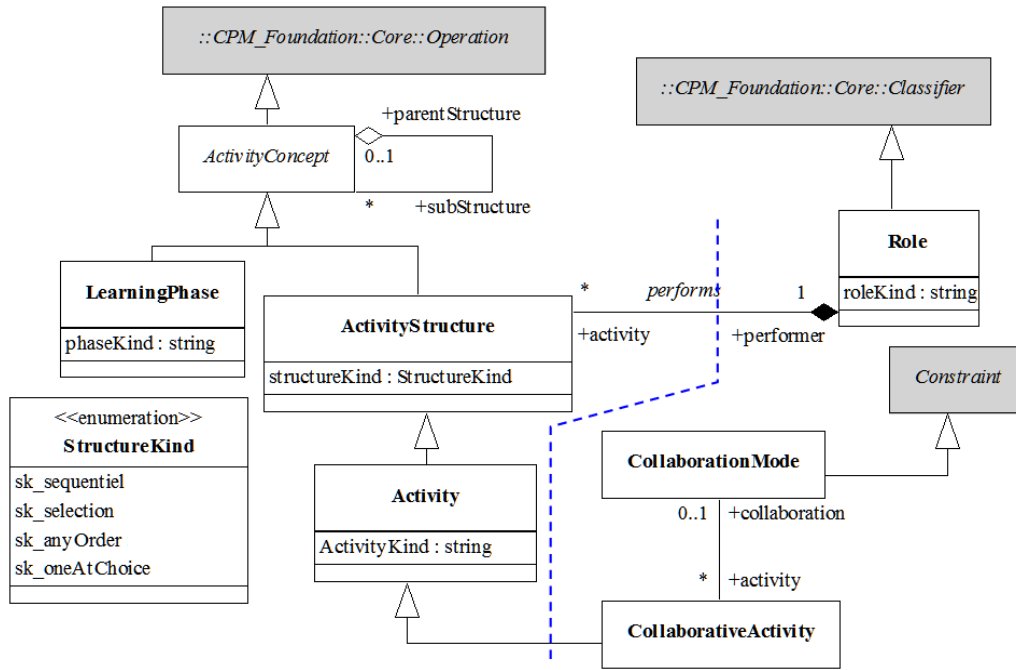 ::CPM_Foundation::Core::Operation
::CPM_Foundation::Core::Classifier
+parentStructure
ActivityConcept
0..1
*
+subStructure
Role
roleKind : string
LearningPhase
phaseKind : string
*
performs
1
ActivityStructure
+activity
+performer
structureKind : StructureKind
Constraint
<<enumeration>>
StructureKind
sk_sequentiel
sk_selection
sk_anyOrder
sk_oneAtChoice
CollaborationMode
Activity
ActivityKind : string
0..1
+collaboration
*
+activity
CollaborativeActivity